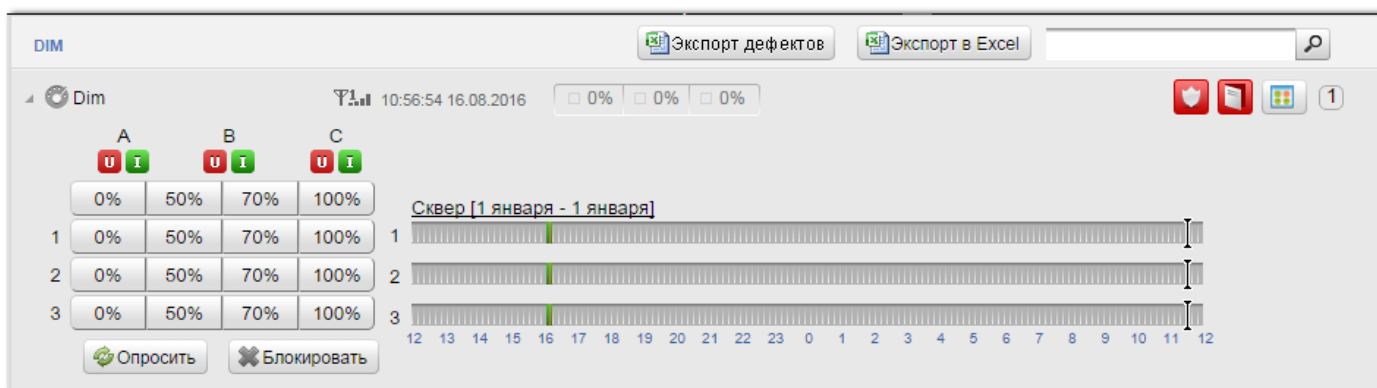 DIM Экспорт дефектов Экспорт в Excel
Dim 10:56:54 16.08.2016 0% 0% 0% 1
A B C
U I U I U I
0% 50% 70% 100%
Сквер [1 января - 1 января]
1 0% 50% 70% 100% 1
2 0% 50% 70% 100% 2
3 0% 50% 70% 100% 3
12 13 14 15 16 17 18 19 20 21 22 23 0 1 2 3 4 5 6 7 8 9 10 11 12
Опросить Блокировать